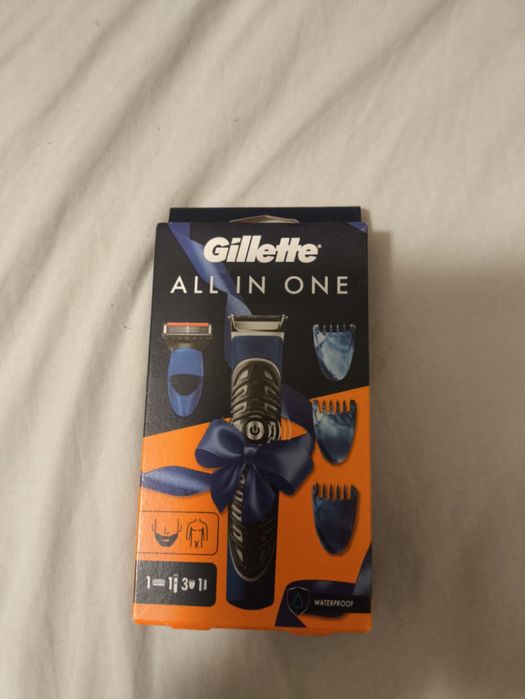 Gillette®
ALL IN ONE
1 1 3 1
WATERPROOF